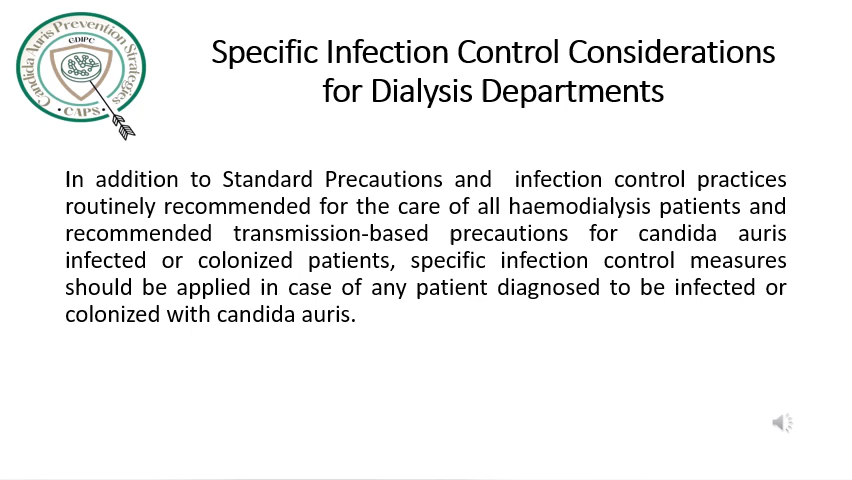 Candida Auris Prevention Strategies
GDIPC
• CAPS •
Specific Infection Control Considerations
for Dialysis Departments
In addition to Standard Precautions and infection control practices
routinely recommended for the care of all haemodialysis patients and
recommended transmission-based precautions for candida auris
infected or colonized patients, specific infection control measures
should be applied in case of any patient diagnosed to be infected or
colonized with candida auris.